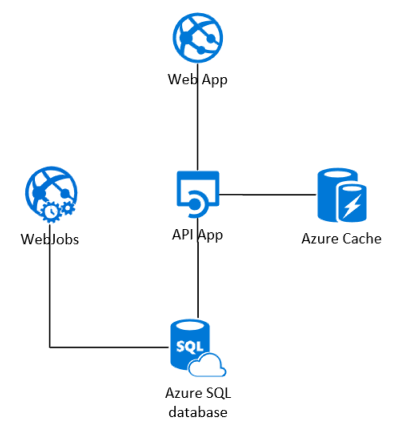 Web App
WebJobs
API App
Azure Cache
SQL
Azure SQL
database